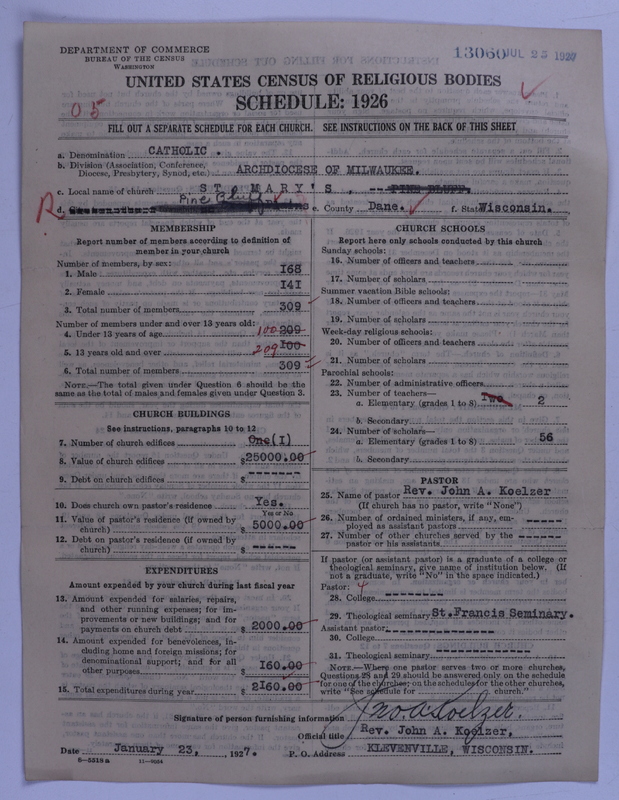 DEPARTMENT OF COMMERCE
BUREAU OF THE CENSUS
WASHINGTON
13060 JUL 25 1927
UNITED STATES CENSUS OF RELIGIOUS BODIES
SCHEDULE: 1926
05
FILL OUT A SEPARATE SCHEDULE FOR EACH CHURCH. SEE INSTRUCTIONS ON THE BACK OF THIS SHEET
a. Denomination CATHOLIC .
b. Division (Association, Conference, Diocese, Presbytery, Synod, etc.) ARCHDIOCESE OF MILWAUKEE.
c. Local name of church ST. MARY'S , -- PINE BLUFF,
R d. Pine Bluff e. County Dane. f. State Wisconsin.
MEMBERSHIP
Report number of members according to definition of
member in your church
Number of members, by sex:
1. Male 168
2. Female 141
3. Total number of members 309
Number of members under and over 13 years old:
4. Under 13 years of age 100 209
5. 13 years old and over 209 100
6. Total number of members 309
NOTE.—The total given under Question 6 should be the
same as the total of males and females given under Question 3.
CHURCH BUILDINGS
See instructions, paragraphs 10 to 12
7. Number of church edifices One(1)
8. Value of church edifices $25000.00
9. Debt on church edifices $-------
10. Does church own pastor's residence Yes.
Yes or No
11. Value of pastor's residence (if owned by
church) $ 5000.00
12. Debt on pastor's residence (if owned by
church) $ ------
EXPENDITURES
Amount expended by your church during last fiscal year
13. Amount expended for salaries, repairs,
and other running expenses; for im-
provements or new buildings; and for
payments on church debt $ 2000.00
14. Amount expended for benevolences, in-
cluding home and foreign missions; for
denominational support; and for all
other purposes $ 160.00
15. Total expenditures during year $ 2160.00
CHURCH SCHOOLS
Report here only schools conducted by this church
Sunday schools:
16. Number of officers and teachers
17. Number of scholars
Summer vacation Bible schools:
18. Number of officers and teachers
19. Number of scholars
Week-day religious schools:
20. Number of officers and teachers
21. Number of scholars
Parochial schools:
22. Number of administrative officers
23. Number of teachers—
a. Elementary (grades 1 to 8) Two 2
b. Secondary
24. Number of scholars—
a. Elementary (grades 1 to 8) 56
b. Secondary
PASTOR
25. Name of pastor Rev. John A. Koelzer
(If church has no pastor, write "None")
26. Number of ordained ministers, if any, em-
ployed as assistant pastors -----
27. Number of other churches served by the
pastor or his assistants ------
If pastor (or assistant pastor) is a graduate of a college or
theological seminary, give name of institution below. (If
not a graduate, write "No" in the space indicated.)
Pastor: 4
28. College ---------
29. Theological seminary St.Francis Seminary.
Assistant pastor:
30. College
31. Theological seminary
NOTE.—Where one pastor serves two or more churches,
Questions 28 and 29 should be answered only on the schedule
for one of the churches; on the schedules for the other churches,
write "See schedule for church."
Signature of person furnishing information Jno. A. Koelzer.
Official title Rev. John A. Koelzer,
Date January 23, 1927. P. O. Address KLEVENVILLE, WISCONSIN.
8—5519a 11—9054